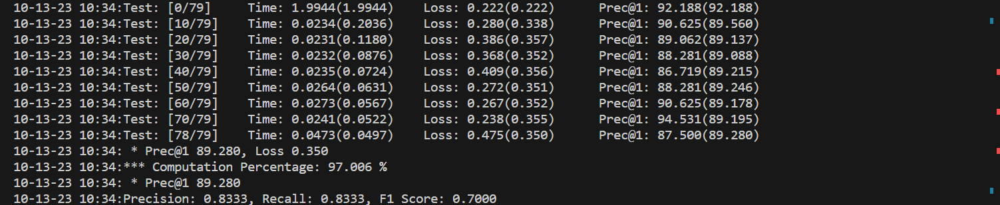 10-13-23 10:34:Test: [0/79] Time: 1.9944(1.9944) Loss: 0.222(0.222) Prec@1: 92.188(92.188)
10-13-23 10:34:Test: [10/79] Time: 0.0234(0.2036) Loss: 0.280(0.338) Prec@1: 90.625(89.560)
10-13-23 10:34:Test: [20/79] Time: 0.0231(0.1180) Loss: 0.386(0.357) Prec@1: 89.062(89.137)
10-13-23 10:34:Test: [30/79] Time: 0.0232(0.0876) Loss: 0.368(0.352) Prec@1: 88.281(89.088)
10-13-23 10:34:Test: [40/79] Time: 0.0235(0.0724) Loss: 0.409(0.356) Prec@1: 86.719(89.215)
10-13-23 10:34:Test: [50/79] Time: 0.0264(0.0631) Loss: 0.272(0.351) Prec@1: 88.281(89.246)
10-13-23 10:34:Test: [60/79] Time: 0.0273(0.0567) Loss: 0.267(0.352) Prec@1: 90.625(89.178)
10-13-23 10:34:Test: [70/79] Time: 0.0241(0.0522) Loss: 0.238(0.355) Prec@1: 94.531(89.195)
10-13-23 10:34:Test: [78/79] Time: 0.0473(0.0497) Loss: 0.475(0.350) Prec@1: 87.500(89.280)
10-13-23 10:34: * Prec@1 89.280, Loss 0.350
10-13-23 10:34:*** Computation Percentage: 97.006 %
10-13-23 10:34: * Prec@1 89.280
10-13-23 10:34:Precision: 0.8333, Recall: 0.8333, F1 Score: 0.7000